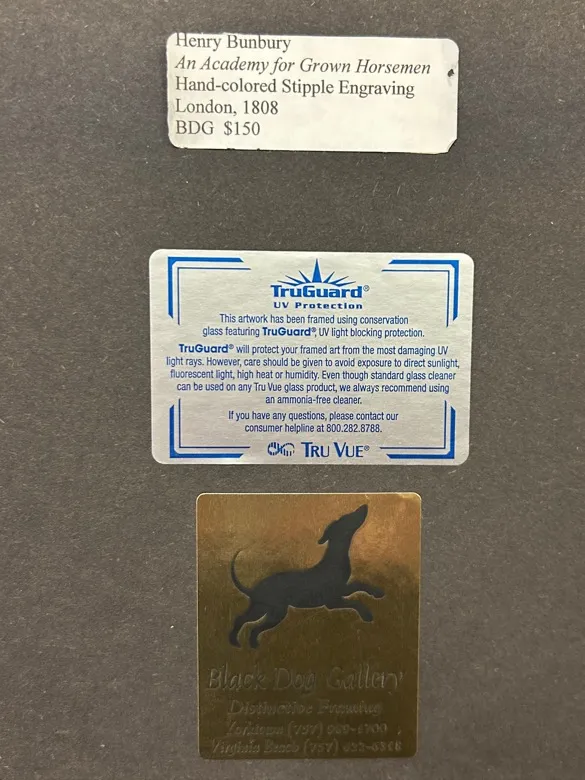 Henry Bunbury
An Academy for Grown Horsemen
Hand-colored Stipple Engraving
London, 1808
BDG $150
TruGuard®
UV Protection
This artwork has been framed using conservation
glass featuring TruGuard®, UV light blocking protection.
TruGuard® will protect your framed art from the most damaging UV
light rays. However, care should be given to avoid exposure to direct sunlight,
fluorescent light, high heat or humidity. Even though standard glass cleaner
can be used on any Tru Vue glass product, we always recommend using
an ammonia-free cleaner.
If you have any questions, please contact our
consumer helpline at 800.282.8788.
TRU VUE®
Black Dog Gallery
Distinctive Framing
Yorktown (757)
Virginia Beach (757)